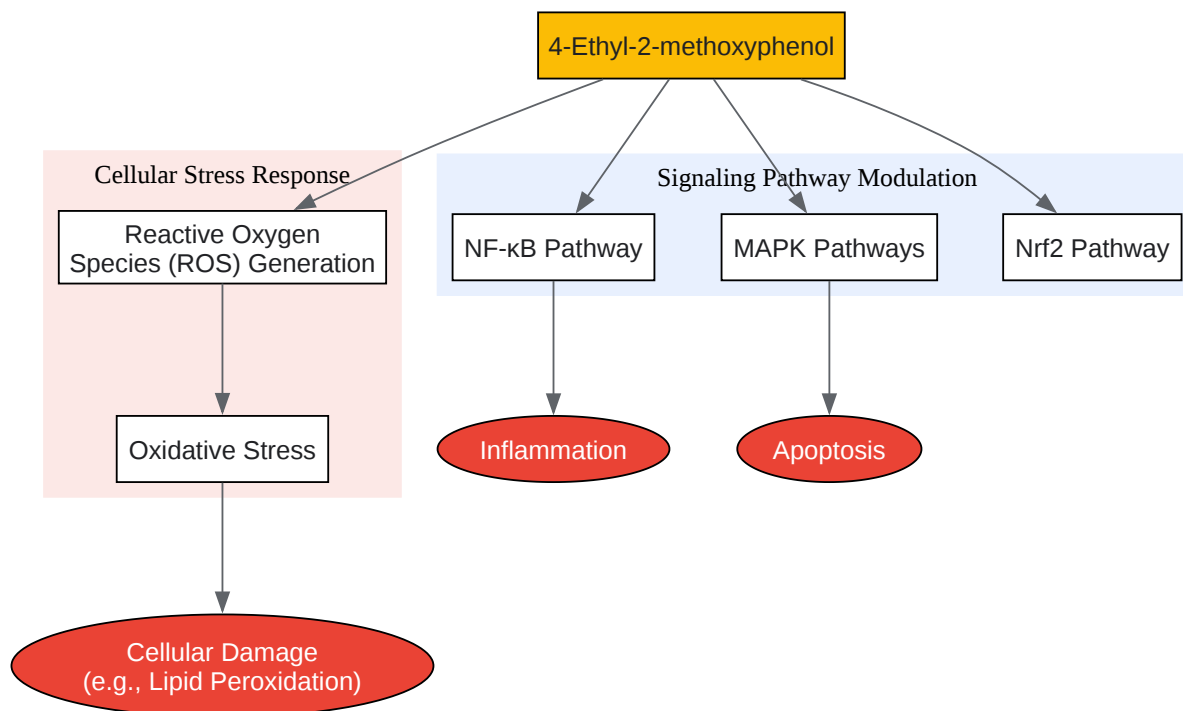 4-Ethyl-2-methoxyphenol
Cellular Stress Response
Signaling Pathway Modulation
Reactive Oxygen
Species (ROS) Generation
NF-κB Pathway
MAPK Pathways
Nrf2 Pathway
Oxidative Stress
Inflammation
Apoptosis
Cellular Damage
(e.g., Lipid Peroxidation)